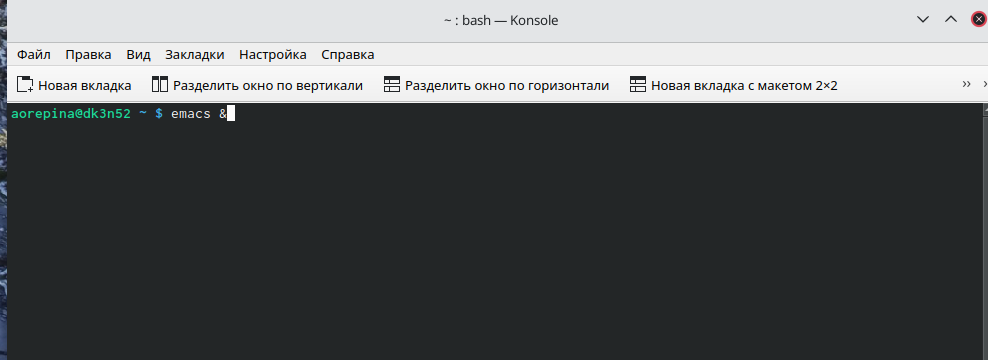 ~ : bash — Konsole
Файл Правка Вид Закладки Настройка Справка
Новая вкладка Разделить окно по вертикали Разделить окно по горизонтали Новая вкладка с макетом 2×2 ››
aorepina@dk3n52 ~ $ emacs &